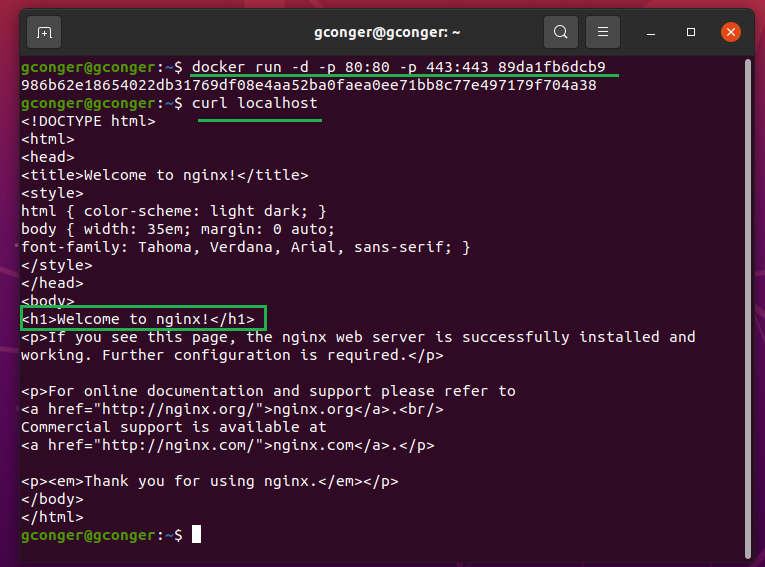 gconger@gconger: ~
gconger@gconger:~$ docker run -d -p 80:80 -p 443:443 89da1fb6dcb9
986b62e18654022db31769df08e4aa52ba0faea0ee71bb8c77e497179f704a38
gconger@gconger:~$ curl localhost
<!DOCTYPE html>
<html>
<head>
<title>Welcome to nginx!</title>
<style>
html { color-scheme: light dark; }
body { width: 35em; margin: 0 auto;
font-family: Tahoma, Verdana, Arial, sans-serif; }
</style>
</head>
<body>
<h1>Welcome to nginx!</h1>
<p>If you see this page, the nginx web server is successfully installed and
working. Further configuration is required.</p>
<p>For online documentation and support please refer to
<a href="http://nginx.org/">nginx.org</a>.<br/>
Commercial support is available at
<a href="http://nginx.com/">nginx.com</a>.</p>
<p><em>Thank you for using nginx.</em></p>
</body>
</html>
gconger@gconger:~$